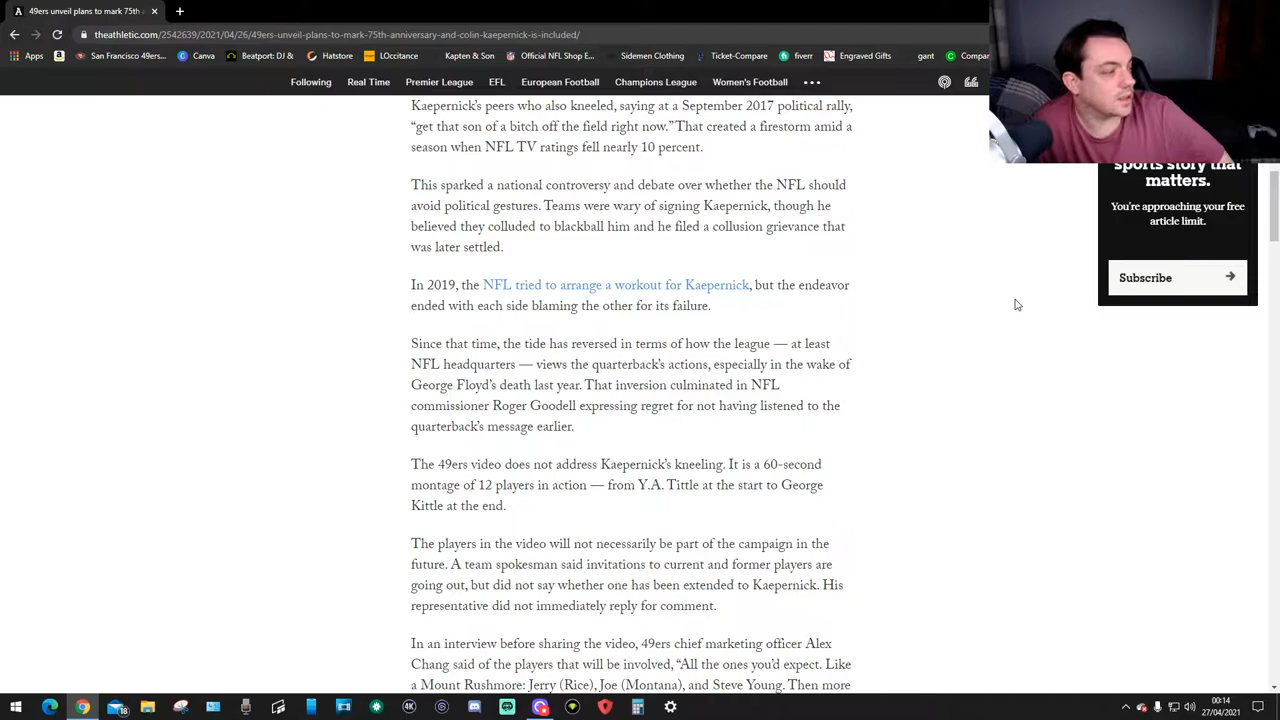 49ers unveil plans to mark 75th
theathletic.com/2542639/2021/04/26/49ers-unveil-plans-to-mark-75th-anniversary-and-colin-kaepernick-is-included/
Apps San Francisco 49ers... Canva Beatport: DJ & Hatstore LOccitance Kapten & Son Official NFL Shop E... Sidemen Clothing Ticket-Compare fiverr Engraved Gifts gant Compa
Following Real Time Premier League EFL European Football Champions League Women's Football •••
Kaepernick's peers who also kneeled, saying at a September 2017 political rally,
"get that son of a bitch off the field right now." That created a firestorm amid a
season when NFL TV ratings fell nearly 10 percent.
This sparked a national controversy and debate over whether the NFL should
avoid political gestures. Teams were wary of signing Kaepernick, though he
believed they colluded to blackball him and he filed a collusion grievance that
was later settled.
In 2019, the NFL tried to arrange a workout for Kaepernick, but the endeavor
ended with each side blaming the other for its failure.
Since that time, the tide has reversed in terms of how the league — at least
NFL headquarters — views the quarterback's actions, especially in the wake of
George Floyd's death last year. That inversion culminated in NFL
commissioner Roger Goodell expressing regret for not having listened to the
quarterback's message earlier.
The 49ers video does not address Kaepernick's kneeling. It is a 60-second
montage of 12 players in action — from Y.A. Tittle at the start to George
Kittle at the end.
The players in the video will not necessarily be part of the campaign in the
future. A team spokesman said invitations to current and former players are
going out, but did not say whether one has been extended to Kaepernick. His
representative did not immediately reply for comment.
In an interview before sharing the video, 49ers chief marketing officer Alex
Chang said of the players that will be involved, "All the ones you'd expect. Like
a Mount Rushmore: Jerry (Rice), Joe (Montana), and Steve Young. Then more
sports story that
matters.
You're approaching your free
article limit.
Subscribe
18
4K
00:14
27/04/2021